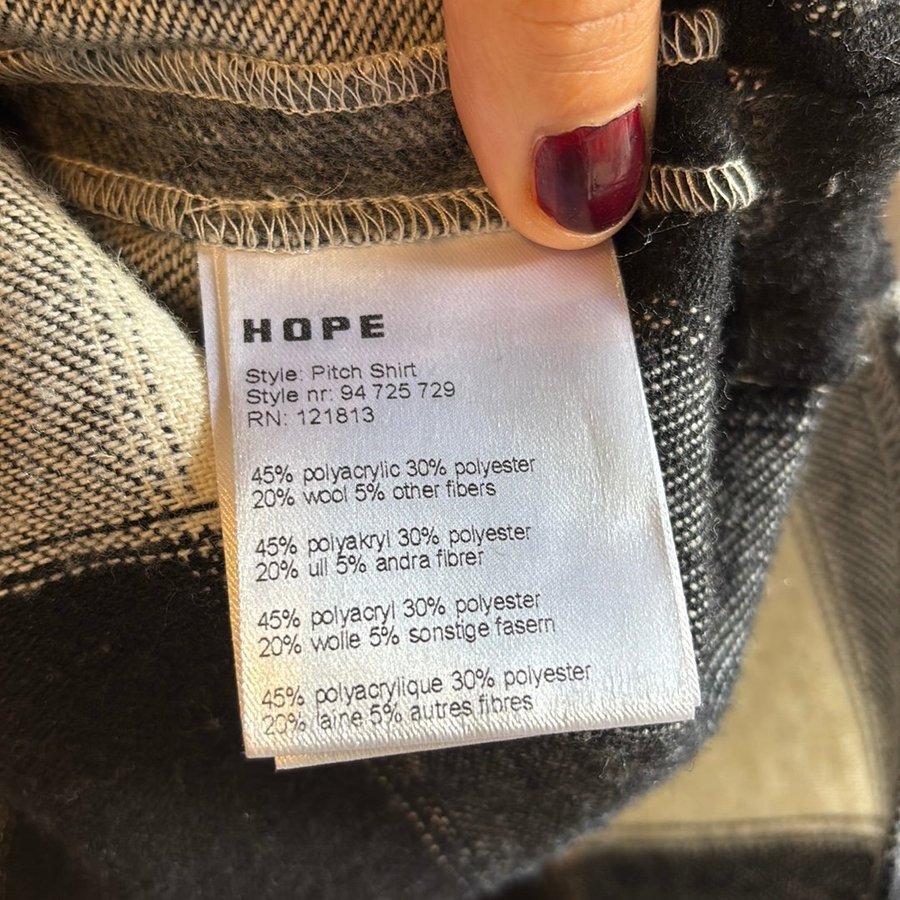 HOPE
Style: Pitch Shirt
Style nr: 94 725 729
RN: 121813
45% polyacrylic 30% polyester
20% wool 5% other fibers
45% polyakryl 30% polyester
20% ull 5% andra fibrer
45% polyacryl 30% polyester
20% wolle 5% sonstige fasern
45% polyacrylique 30% polyester
20% laine 5% autres fibres